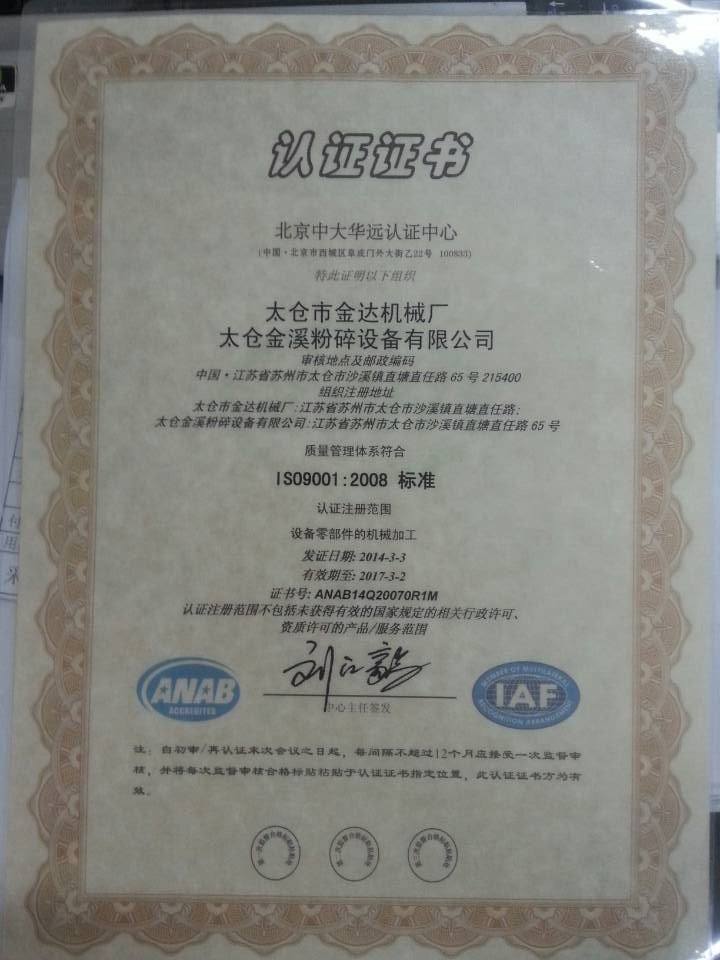 认证证书
北京中大华远认证中心
(中国·北京市西城区阜成门外大街乙22号 100833)
特此证明以下组织
太仓市金达机械厂
太仓金溪粉碎设备有限公司
审核地点及邮政编码
中国·江苏省苏州市太仓市沙溪镇直塘直任路 65 号 215400
组织注册地址
太仓市金达机械厂:江苏省苏州市太仓市沙溪镇直塘直任路;
太仓金溪粉碎设备有限公司:江苏省苏州市太仓市沙溪镇直塘直任路 65 号
质量管理体系符合
ISO9001:2008 标准
认证注册范围
设备零部件的机械加工
发证日期: 2014-3-3
有效期至: 2017-3-2
证书号: ANAB14Q20070R1M
认证注册范围不包括未获得有效的国家规定的相关行政许可、
资质许可的产品/服务范围
ANAB
ACCREDITED
中心主任签发
MEMBER OF MULTILATERAL
IAF
RECOGNITION ARRANGEMENT
注: 自初审/再认证末次会议之日起, 每间隔不超过12个月应接受一次监督审
核, 并将每次监督审核合格标贴粘贴于认证证书指定位置, 此认证证书方为有
效。